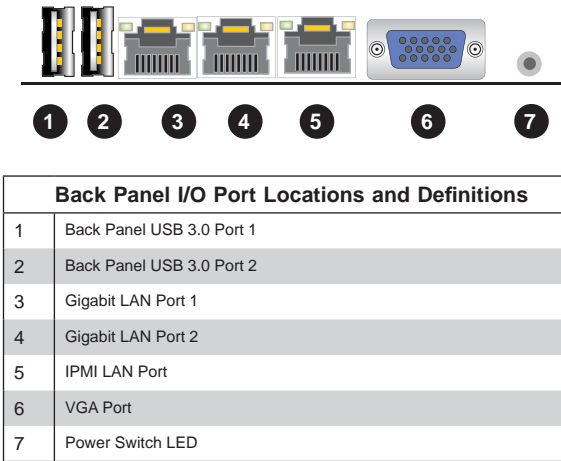 1 2 3 4 5 6 7
Back Panel I/O Port Locations and Definitions
1 Back Panel USB 3.0 Port 1
2 Back Panel USB 3.0 Port 2
3 Gigabit LAN Port 1
4 Gigabit LAN Port 2
5 IPMI LAN Port
6 VGA Port
7 Power Switch LED